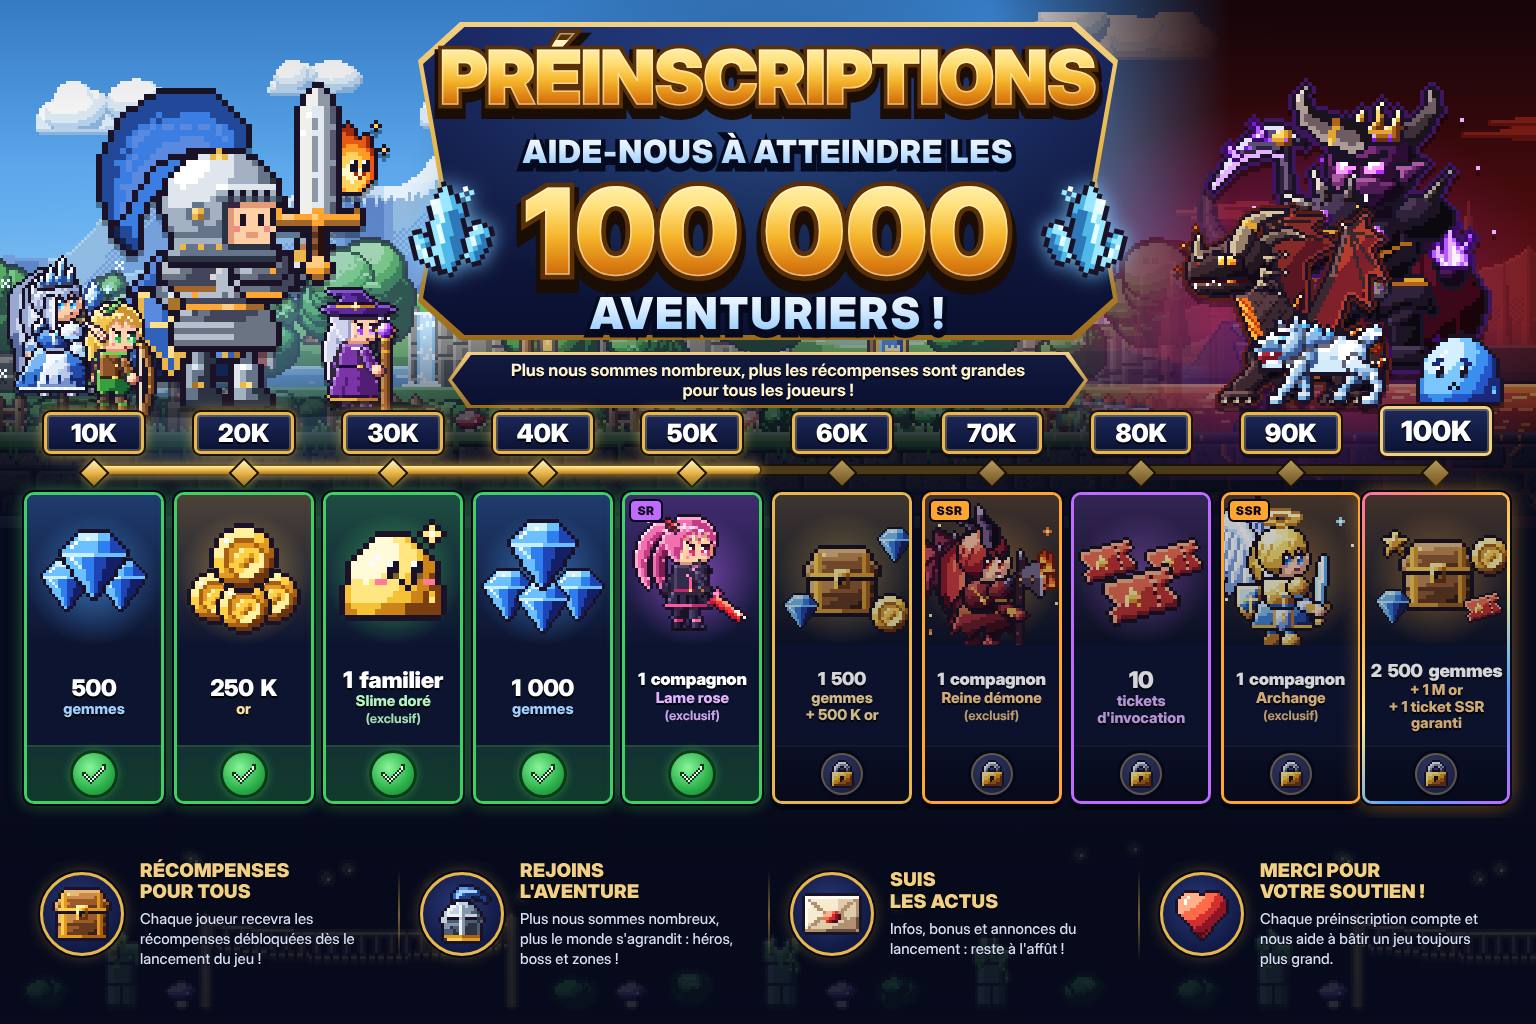 PRÉINSCRIPTIONS
AIDE-NOUS À ATTEINDRE LES
100 000
AVENTURIERS !
Plus nous sommes nombreux, plus les récompenses sont grandes
pour tous les joueurs !
10K
20K
30K
40K
50K
60K
70K
80K
90K
100K
500
gemmes
250 K
or
1 familier
Slime doré
(exclusif)
1 000
gemmes
SR
1 compagnon
Lame rose
(exclusif)
1 500
gemmes
+ 500 K or
SSR
1 compagnon
Reine démone
(exclusif)
10
tickets
d'invocation
SSR
1 compagnon
Archange
(exclusif)
2 500 gemmes
+ 1 M or
+ 1 ticket SSR
garanti
RÉCOMPENSES
POUR TOUS
Chaque joueur recevra les
récompenses débloquées dès le
lancement du jeu !
REJOINS
L'AVENTURE
Plus nous sommes nombreux,
plus le monde s'agrandit : héros,
boss et zones !
SUIS
LES ACTUS
Infos, bonus et annonces du
lancement : reste à l'affût !
MERCI POUR
VOTRE SOUTIEN !
Chaque préinscription compte et
nous aide à bâtir un jeu toujours
plus grand.